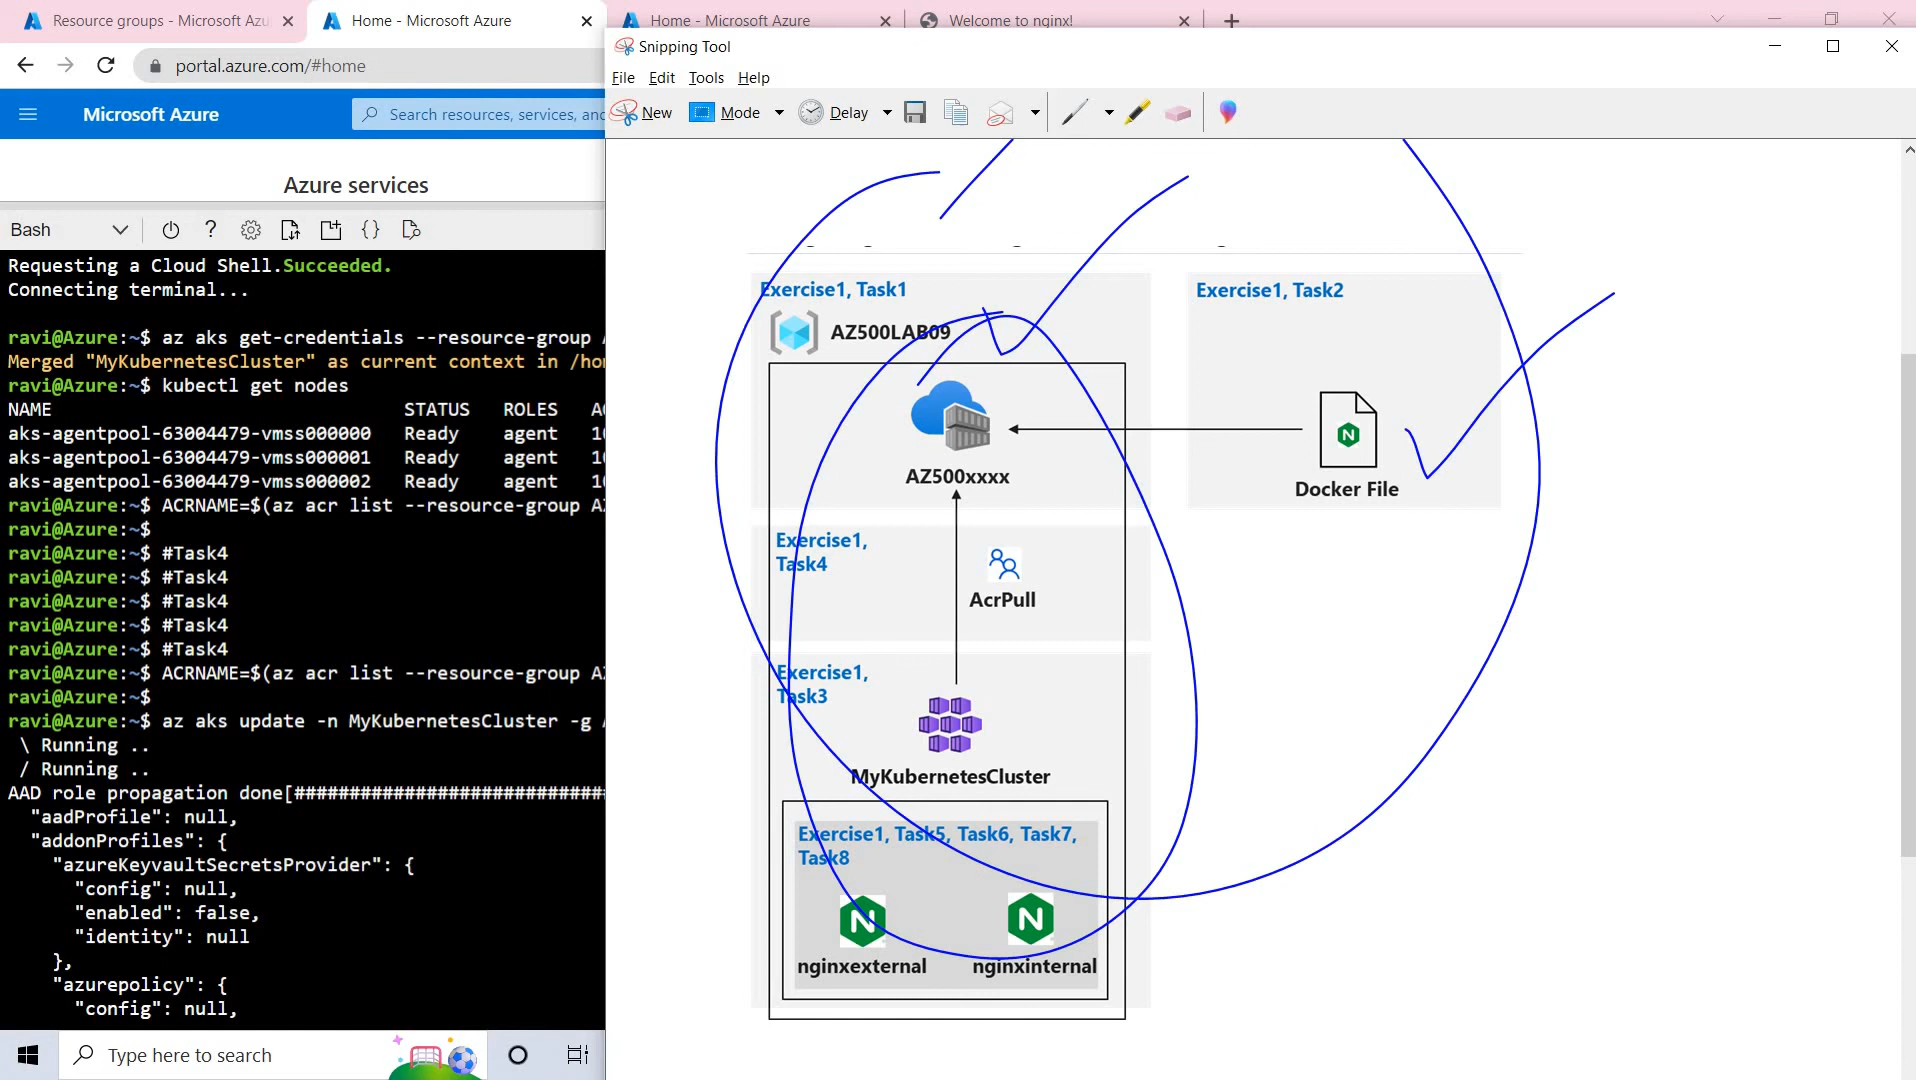 Resource groups - Microsoft Azu
Home - Microsoft Azure
Home - Microsoft Azure
Welcome to nginx!
portal.azure.com/#home
Microsoft Azure
Search resources, services, and
Azure services
Bash
Requesting a Cloud Shell.Succeeded.
Connecting terminal...
ravi@Azure:~$ az aks get-credentials --resource-group A
Merged "MyKubernetesCluster" as current context in /ho
ravi@Azure:~$ kubectl get nodes
NAME STATUS ROLES A
aks-agentpool-63004479-vmss000000 Ready agent 1
aks-agentpool-63004479-vmss000001 Ready agent 1
aks-agentpool-63004479-vmss000002 Ready agent 1
ravi@Azure:~$ ACRNAME=$(az acr list --resource-group A
ravi@Azure:~$
ravi@Azure:~$ #Task4
ravi@Azure:~$ #Task4
ravi@Azure:~$ #Task4
ravi@Azure:~$ #Task4
ravi@Azure:~$ #Task4
ravi@Azure:~$ ACRNAME=$(az acr list --resource-group A
ravi@Azure:~$
ravi@Azure:~$ az aks update -n MyKubernetesCluster -g
\ Running ..
/ Running ..
AAD role propagation done[#############################
"aadProfile": null,
"addonProfiles": {
"azureKeyvaultSecretsProvider": {
"config": null,
"enabled": false,
"identity": null
},
"azurepolicy": {
"config": null,
Type here to search
Snipping Tool
File Edit Tools Help
New Mode Delay
Exercise1, Task1
AZ500LAB09
AZ500xxxx
Exercise1, Task2
Docker File
Exercise1,
Task4
AcrPull
Exercise1,
Task3
MyKubernetesCluster
Exercise1, Task5, Task6, Task7,
Task8
N
N
N
nginxexternal
nginxinternal